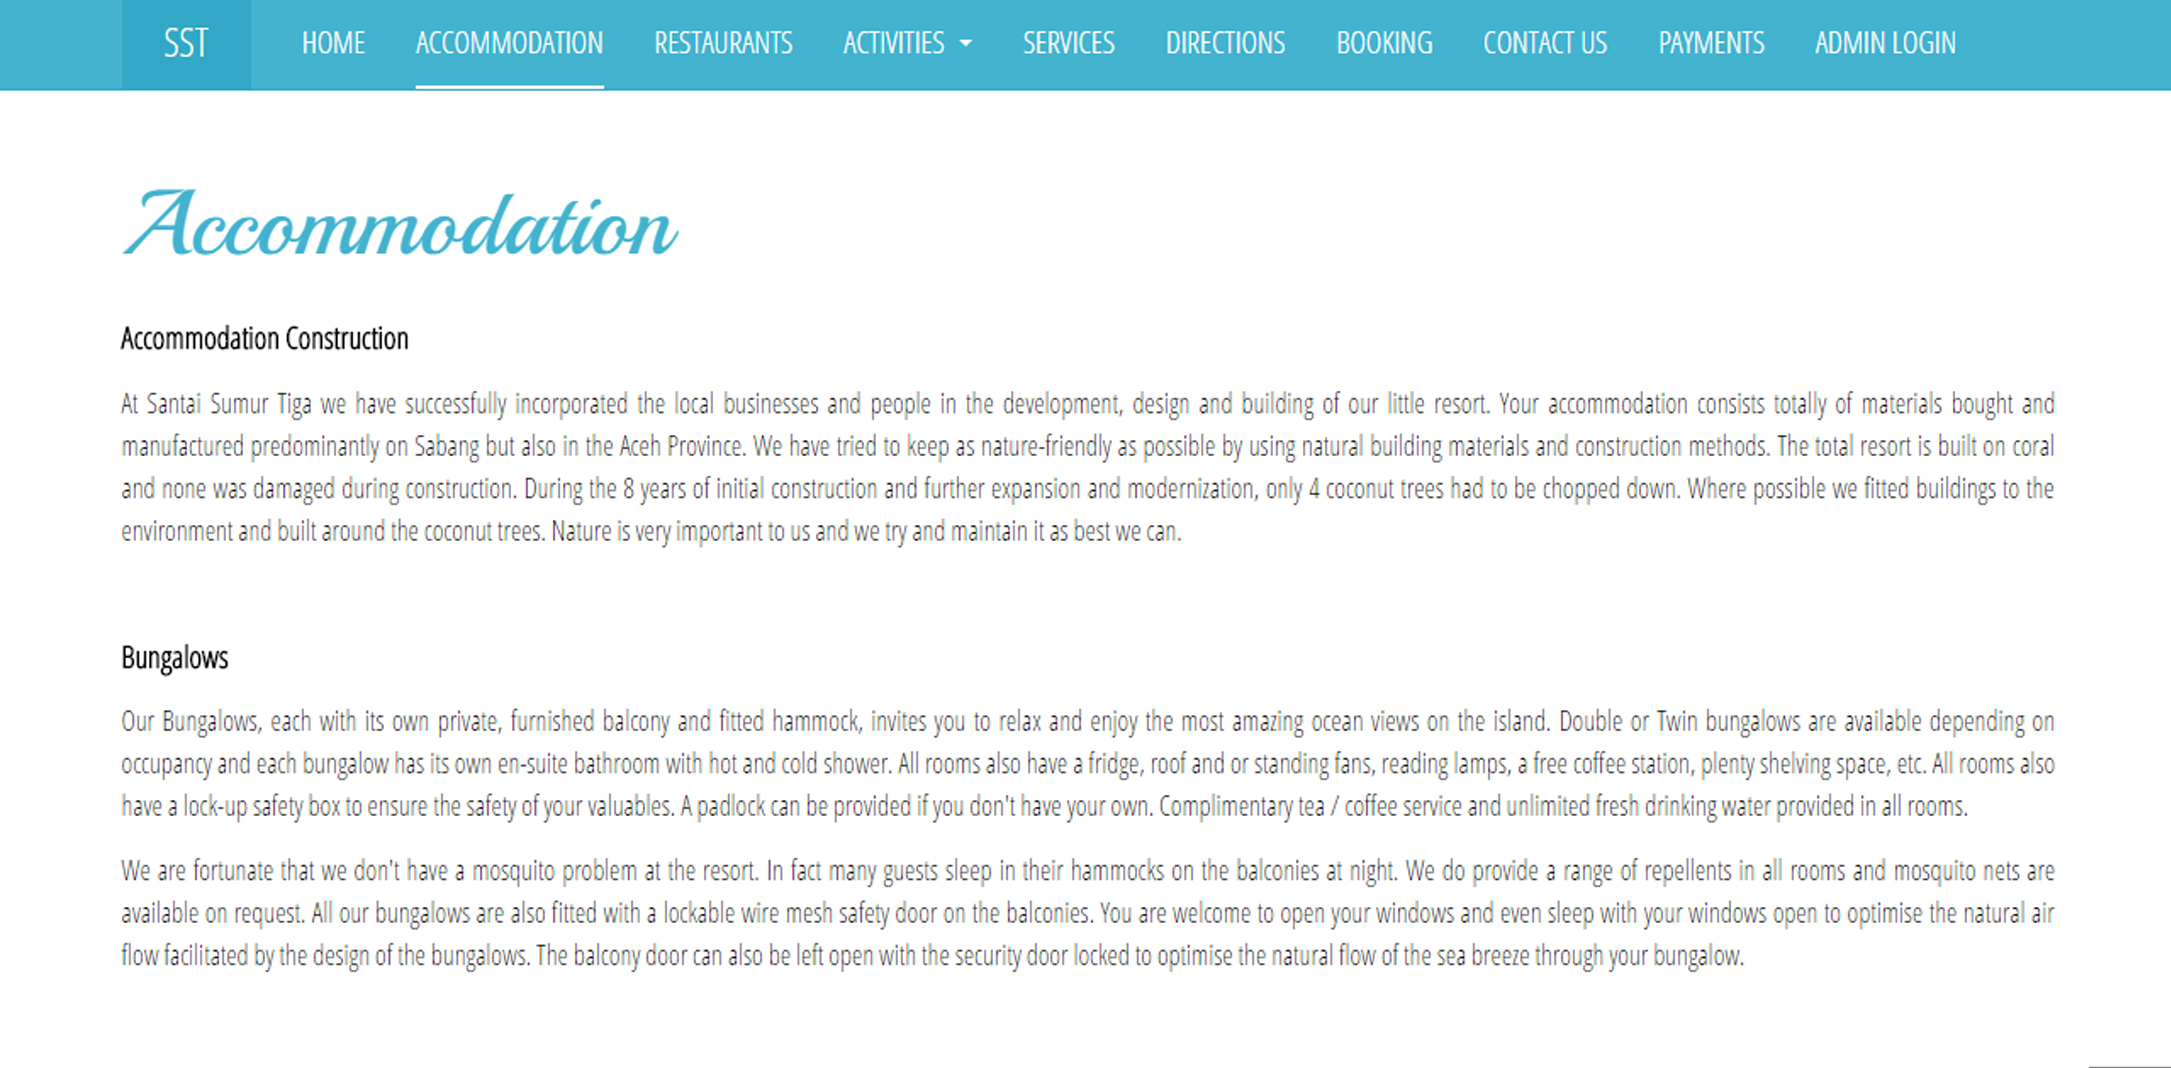 SST HOME ACCOMMODATION RESTAURANTS ACTIVITIES SERVICES DIRECTIONS BOOKING CONTACT US PAYMENTS ADMIN LOGIN
Accommodation
Accommodation Construction
At Santai Sumur Tiga we have successfully incorporated the local businesses and people in the development, design and building of our little resort. Your accommodation consists totally of materials bought and
manufactured predominantly on Sabang but also in the Aceh Province. We have tried to keep as nature-friendly as possible by using natural building materials and construction methods. The total resort is built on coral
and none was damaged during construction. During the 8 years of initial construction and further expansion and modernization, only 4 coconut trees had to be chopped down. Where possible we fitted buildings to the
environment and built around the coconut trees. Nature is very important to us and we try and maintain it as best we can.
Bungalows
Our Bungalows, each with its own private, furnished balcony and fitted hammock, invites you to relax and enjoy the most amazing ocean views on the island. Double or Twin bungalows are available depending on
occupancy and each bungalow has its own en-suite bathroom with hot and cold shower. All rooms also have a fridge, roof and or standing fans, reading lamps, a free coffee station, plenty shelving space, etc. All rooms also
have a lock-up safety box to ensure the safety of your valuables. A padlock can be provided if you don't have your own. Complimentary tea / coffee service and unlimited fresh drinking water provided in all rooms.
We are fortunate that we don't have a mosquito problem at the resort. In fact many guests sleep in their hammocks on the balconies at night. We do provide a range of repellents in all rooms and mosquito nets are
available on request. All our bungalows are also fitted with a lockable wire mesh safety door on the balconies. You are welcome to open your windows and even sleep with your windows open to optimise the natural air
flow facilitated by the design of the bungalows. The balcony door can also be left open with the security door locked to optimise the natural flow of the sea breeze through your bungalow.